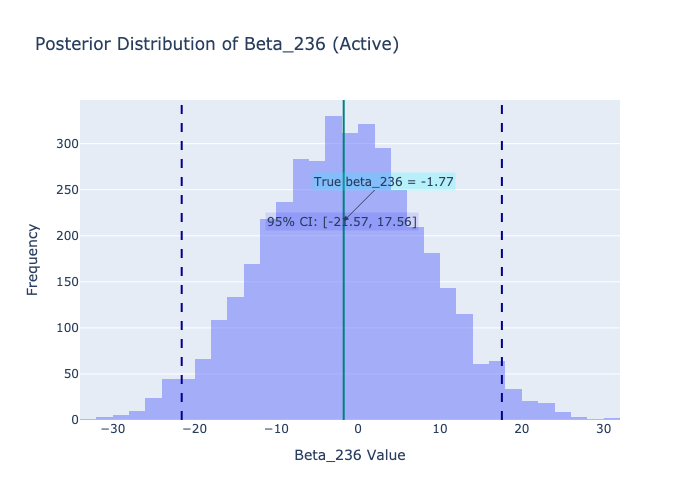 Posterior Distribution of Beta_236 (Active)
300
250
200
150
100
50
0
Frequency
True beta_236 = -1.77
95% CI: [-21.57, 17.56]
−30 −20 −10 0 10 20 30
Beta_236 Value